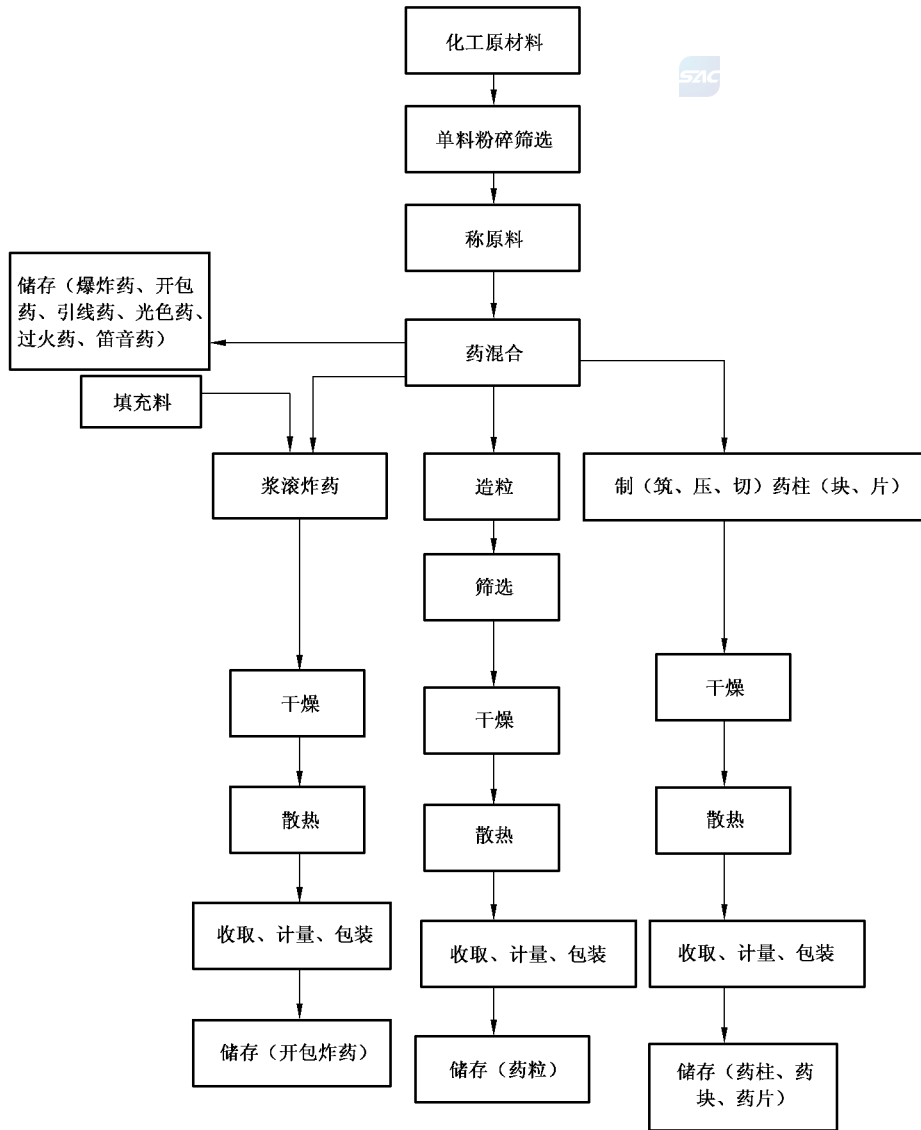 化工原材料
SAC
单料粉碎筛选
称原料
储存（爆炸药、开包
药、引线药、光色药、
过火药、笛音药）
药混合
填充料
浆滚炸药
造粒
制（筑、压、切）药柱（块、片）
筛选
干燥
干燥
干燥
散热
散热
散热
收取、计量、包装
收取、计量、包装
收取、计量、包装
储存（开包炸药）
储存（药粒）
储存（药柱、药
块、药片）